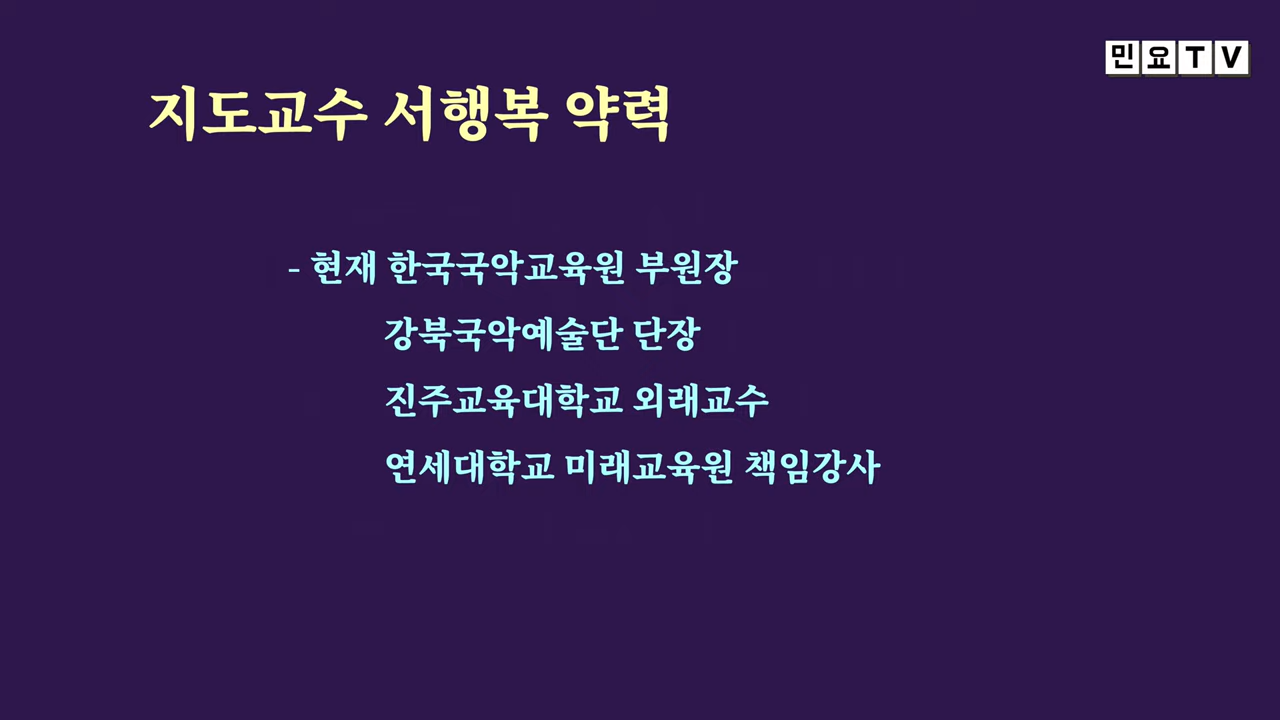 민요TV
지도교수 서행복 약력
- 현재 한국국악교육원 부원장
강북국악예술단 단장
진주교육대학교 외래교수
연세대학교 미래교육원 책임강사